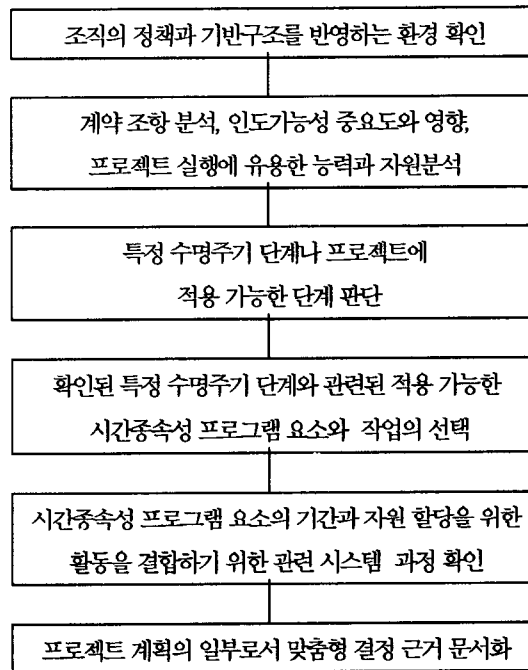 조직의 정책과 기반구조를 반영하는 환경 확인
계약 조항 분석, 인도가능성 중요도와 영향,
프로젝트 실행에 유용한 능력과 자원분석
특정 수명주기 단계나 프로젝트에
적용 가능한 단계 판단
확인된 특정 수명주기 단계와 관련된 적용 가능한
시간종속성 프로그램 요소와 작업의 선택
시간종속성 프로그램 요소의 기간과 자원 할당을 위한
활동을 결합하기 위한 관련 시스템 과정 확인
프로젝트 계획의 일부로서 맞춤형 결정 근거 문서화